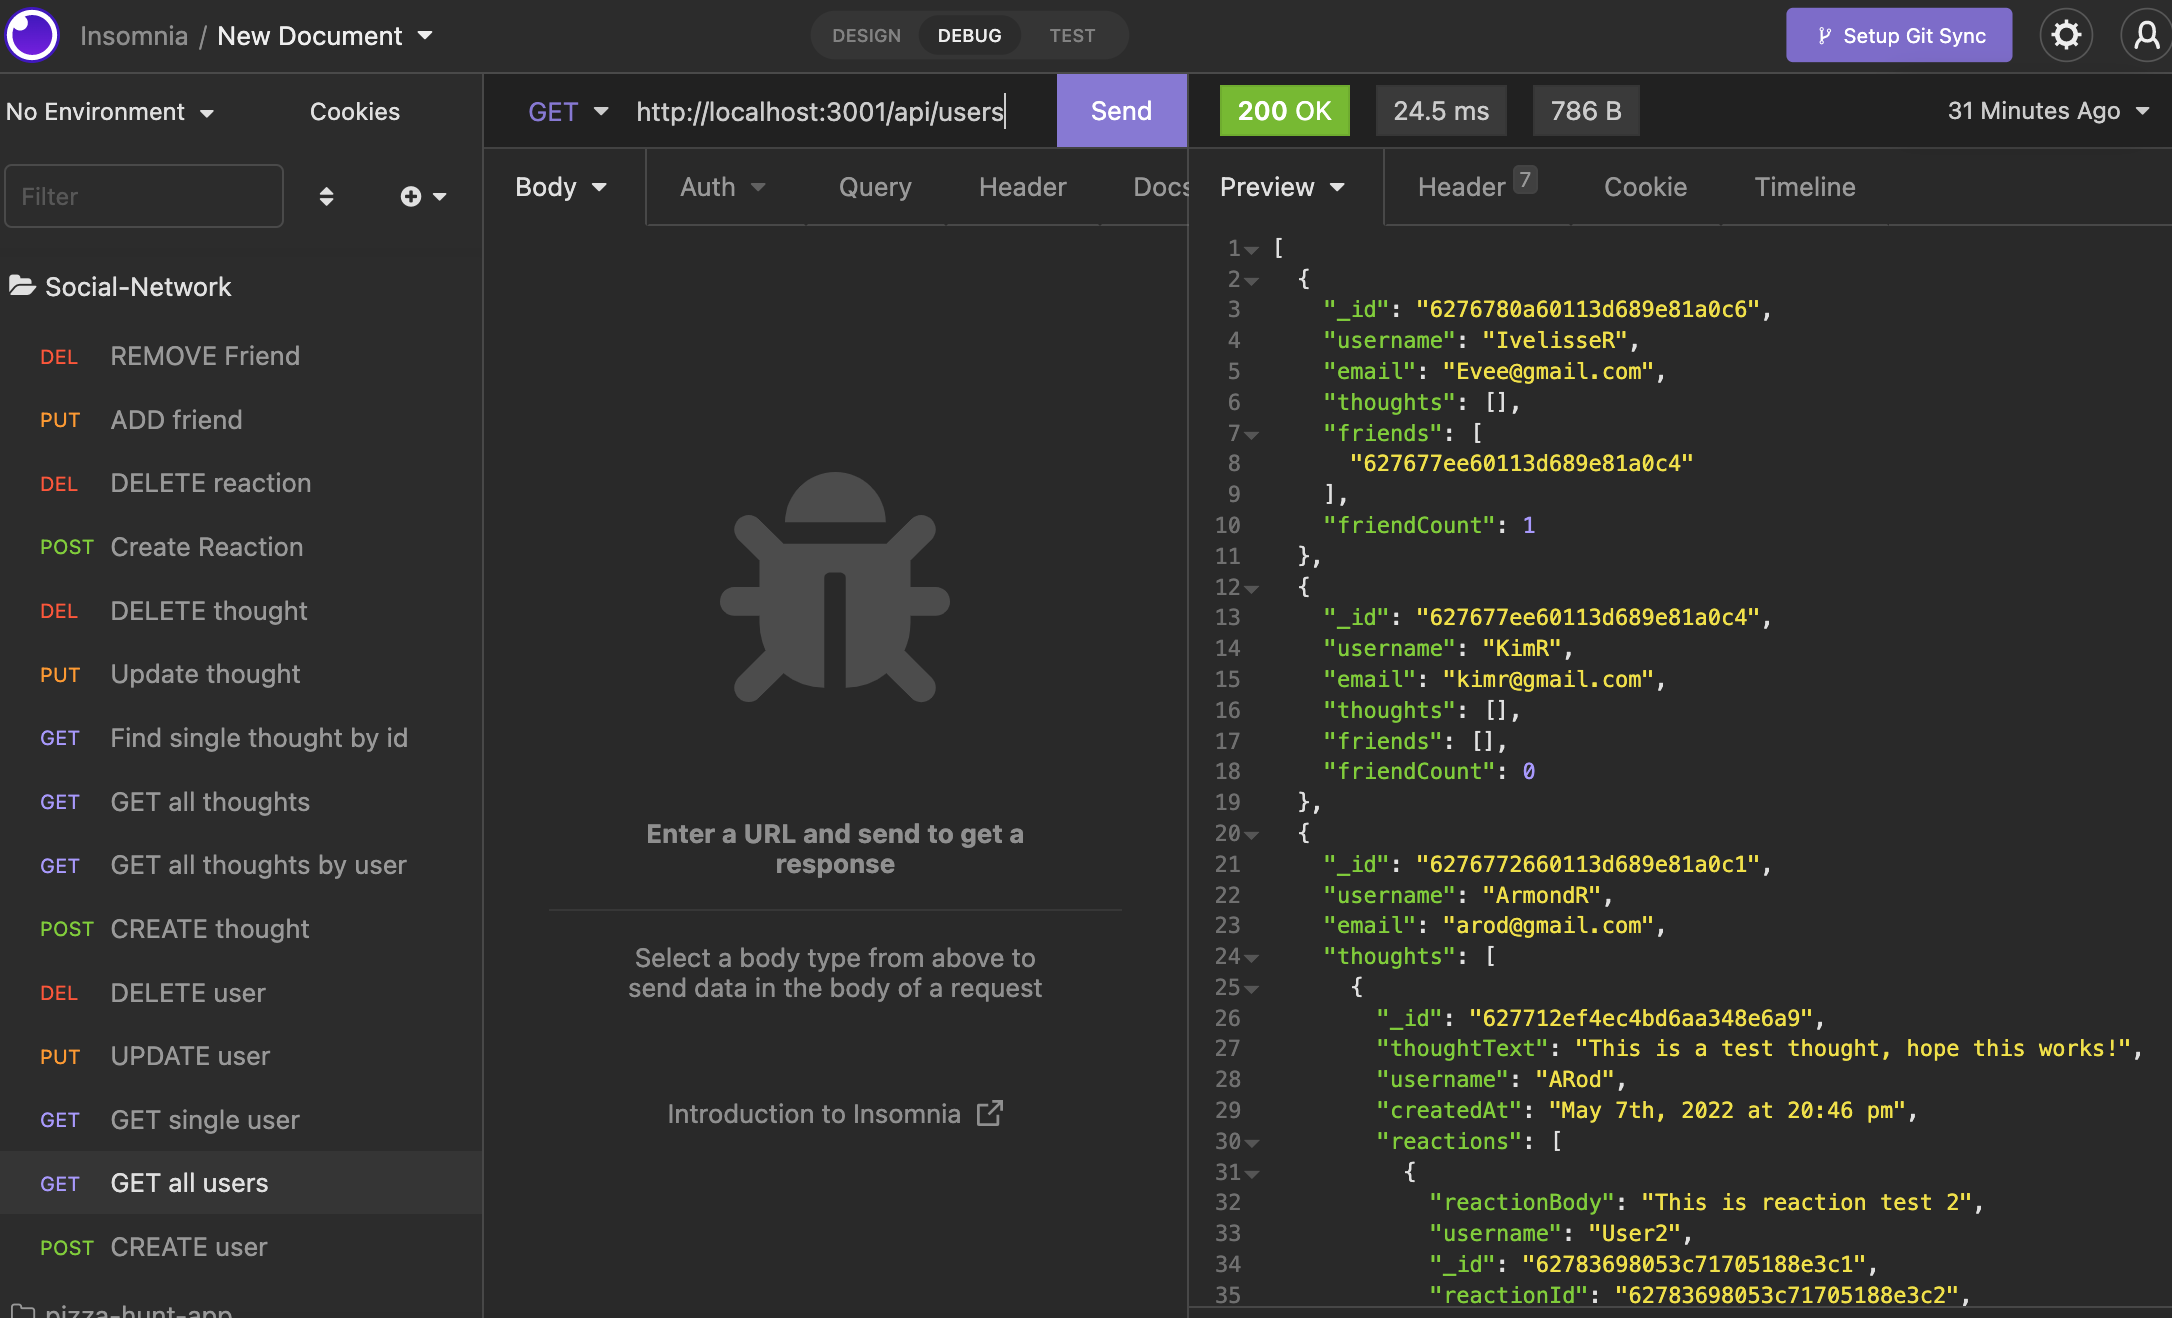 Insomnia / New Document
DESIGN DEBUG TEST
Setup Git Sync
No Environment Cookies
Filter
Social-Network
DEL REMOVE Friend
PUT ADD friend
DEL DELETE reaction
POST Create Reaction
DEL DELETE thought
PUT Update thought
GET Find single thought by id
GET GET all thoughts
GET GET all thoughts by user
POST CREATE thought
DEL DELETE user
PUT UPDATE user
GET GET single user
GET GET all users
POST CREATE user
pizza-hunt-app
GET http://localhost:3001/api/users Send
Body Auth Query Header Docs
Enter a URL and send to get a
response
Select a body type from above to
send data in the body of a request
Introduction to Insomnia
200 OK 24.5 ms 786 B 31 Minutes Ago
Preview Header 7 Cookie Timeline
1 [
2 {
3 "_id": "6276780a60113d689e81a0c6",
4 "username": "IvelisseR",
5 "email": "Evee@gmail.com",
6 "thoughts": [],
7 "friends": [
8 "627677ee60113d689e81a0c4"
9 ],
10 "friendCount": 1
11 },
12 {
13 "_id": "627677ee60113d689e81a0c4",
14 "username": "KimR",
15 "email": "kimr@gmail.com",
16 "thoughts": [],
17 "friends": [],
18 "friendCount": 0
19 },
20 {
21 "_id": "6276772660113d689e81a0c1",
22 "username": "ArmondR",
23 "email": "arod@gmail.com",
24 "thoughts": [
25 {
26 "_id": "627712ef4ec4bd6aa348e6a9",
27 "thoughtText": "This is a test thought, hope this works!",
28 "username": "ARod",
29 "createdAt": "May 7th, 2022 at 20:46 pm",
30 "reactions": [
31 {
32 "reactionBody": "This is reaction test 2",
33 "username": "User2",
34 "_id": "62783698053c71705188e3c1",
35 "reactionId": "62783698053c71705188e3c2",